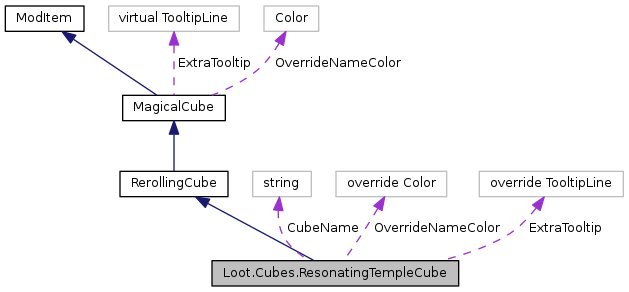 ModItem
virtual TooltipLine
Color
ExtraTooltip
OverrideNameColor
MagicalCube
RerollingCube
string
override Color
override TooltipLine
CubeName
OverrideNameColor
ExtraTooltip
Loot.Cubes.ResonatingTempleCube